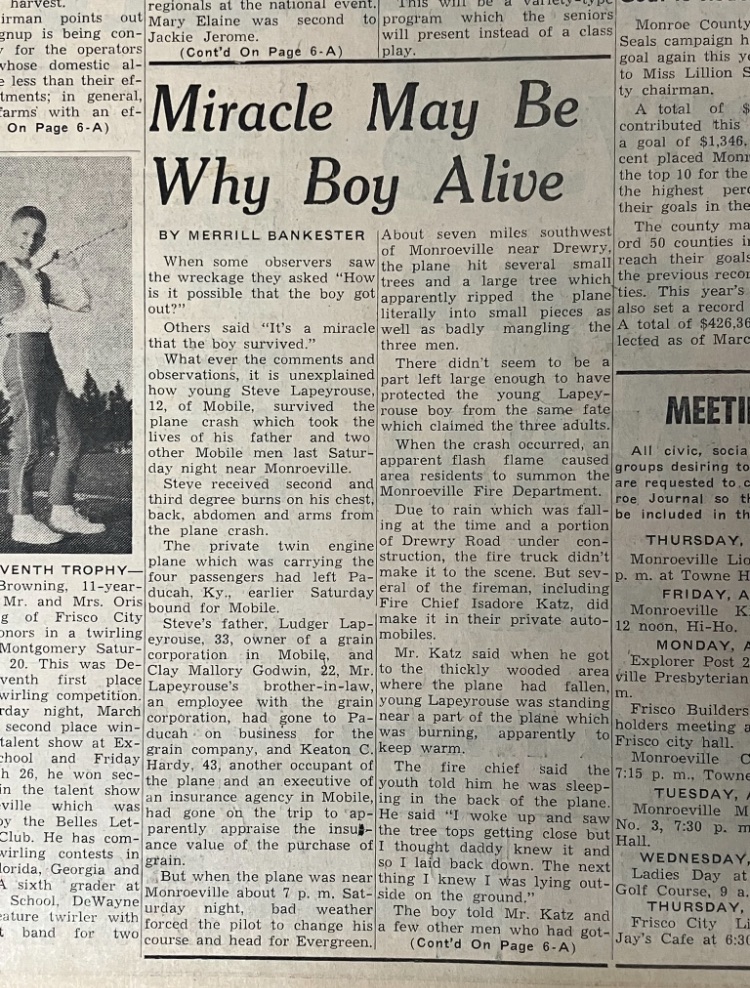 harvest.
airman points out
gnup is being con-
y for the operators
whose domestic al-
e less than their ef-
tments; in general,
farms with an ef-
On Page 6-A)
VENTH TROPHY—
Browning, 11-year-
Mr. and Mrs. Oris
g of Frisco City
onors in a twirling
Montgomery Satur-
20. This was De-
venth first place
wirling competition.
rday night, March
second place win-
talent show at Ex-
chool and Friday
h 26, he won sec-
in the talent show
ville which was
by the Belles Let-
Club. He has com-
wirling contests in
lorida, Georgia and
A sixth grader at
School, DeWayne
eature twirler with
t band for two
regionals at the national event.
Mary Elaine was second to
Jackie Jerome.
(Cont'd On Page 6-A)
This will be a variety-type
program which the seniors
will present instead of a class
play.
Miracle May Be
Why Boy Alive
BY MERRILL BANKESTER
When some observers saw
the wreckage they asked "How
is it possible that the boy got
out?"
Others said "It's a miracle
that the boy survived."
What ever the comments and
observations, it is unexplained
how young Steve Lapeyrouse,
12, of Mobile, survived the
plane crash which took the
lives of his father and two
other Mobile men last Satur-
day night near Monroeville.
Steve received second and
third degree burns on his chest,
back, abdomen and arms from
the plane crash.
The private twin engine
plane which was carrying the
four passengers had left Pa-
ducah, Ky., earlier Saturday
bound for Mobile.
Steve's father, Ludger Lap-
eyrouse, 33, owner of a grain
corporation in Mobile, and
Clay Mallory Godwin, 22, Mr.
Lapeyrouse's brother-in-law,
an employee with the grain
corporation, had gone to Pa-
ducah on business for the
grain company, and Keaton C.
Hardy, 43, another occupant of
the plane and an executive of
an insurance agency in Mobile,
had gone on the trip to ap-
parently appraise the insu-
ance value of the purchase of
grain.
But when the plane was near
Monroeville about 7 p. m. Sat-
urday night, bad weather
forced the pilot to change his
course and head for Evergreen.
About seven miles southwest
of Monroeville near Drewry,
the plane hit several small
trees and a large tree which
apparently ripped the plane
literally into small pieces as
well as badly mangling the
three men.
There didn't seem to be a
part left large enough to have
protected the young Lapey-
rouse boy from the same fate
which claimed the three adults.
When the crash occurred, an
apparent flash flame caused
area residents to summon the
Monroeville Fire Department.
Due to rain which was fall-
ing at the time and a portion
of Drewry Road under con-
struction, the fire truck didn't
make it to the scene. But sev-
eral of the fireman, including
Fire Chief Isadore Katz, did
make it in their private auto-
mobiles.
Mr. Katz said when he got
to the thickly wooded area
where the plane had fallen,
young Lapeyrouse was standing
near a part of the plane which
was burning, apparently to
keep warm.
The fire chief said the
youth told him he was sleep-
ing in the back of the plane.
He said "I woke up and saw
the tree tops getting close but
I thought daddy knew it and
so I laid back down. The next
thing I knew I was lying out-
side on the ground."
The boy told Mr. Katz and
a few other men who had got-
(Cont'd On Page 6-A)
Monroe County
Seals campaign h
goal again this ye
to Miss Lillion S
ty chairman.
A total of $
contributed this
a goal of $1,346.
cent placed Monr
the top 10 for the
the highest perc
their goals in the
The county ma
ord 50 counties in
reach their goals
the previous recor
ties. This year's
also set a record
A total of $426,36
lected as of Marc
MEETI
All civic, socia
groups desiring to
are requested to c
roe Journal so th
be included in th
THURSDAY,
Monroeville Lio
p. m. at Towne H
FRIDAY, A
Monroeville K
12 noon, Hi-Ho.
MONDAY, A
Explorer Post 2
ville Presbyterian
m.
Frisco Builders
holders meeting a
Frisco city hall.
Monroeville C
7:15 p. m., Towne
TUESDAY, A
Monroeville M
No. 3, 7:30 p. m
Hall.
WEDNESDAY,
Ladies Day at
Golf Course, 9 a.
THURSDAY,
Frisco City Li
Jay's Cafe at 6:30